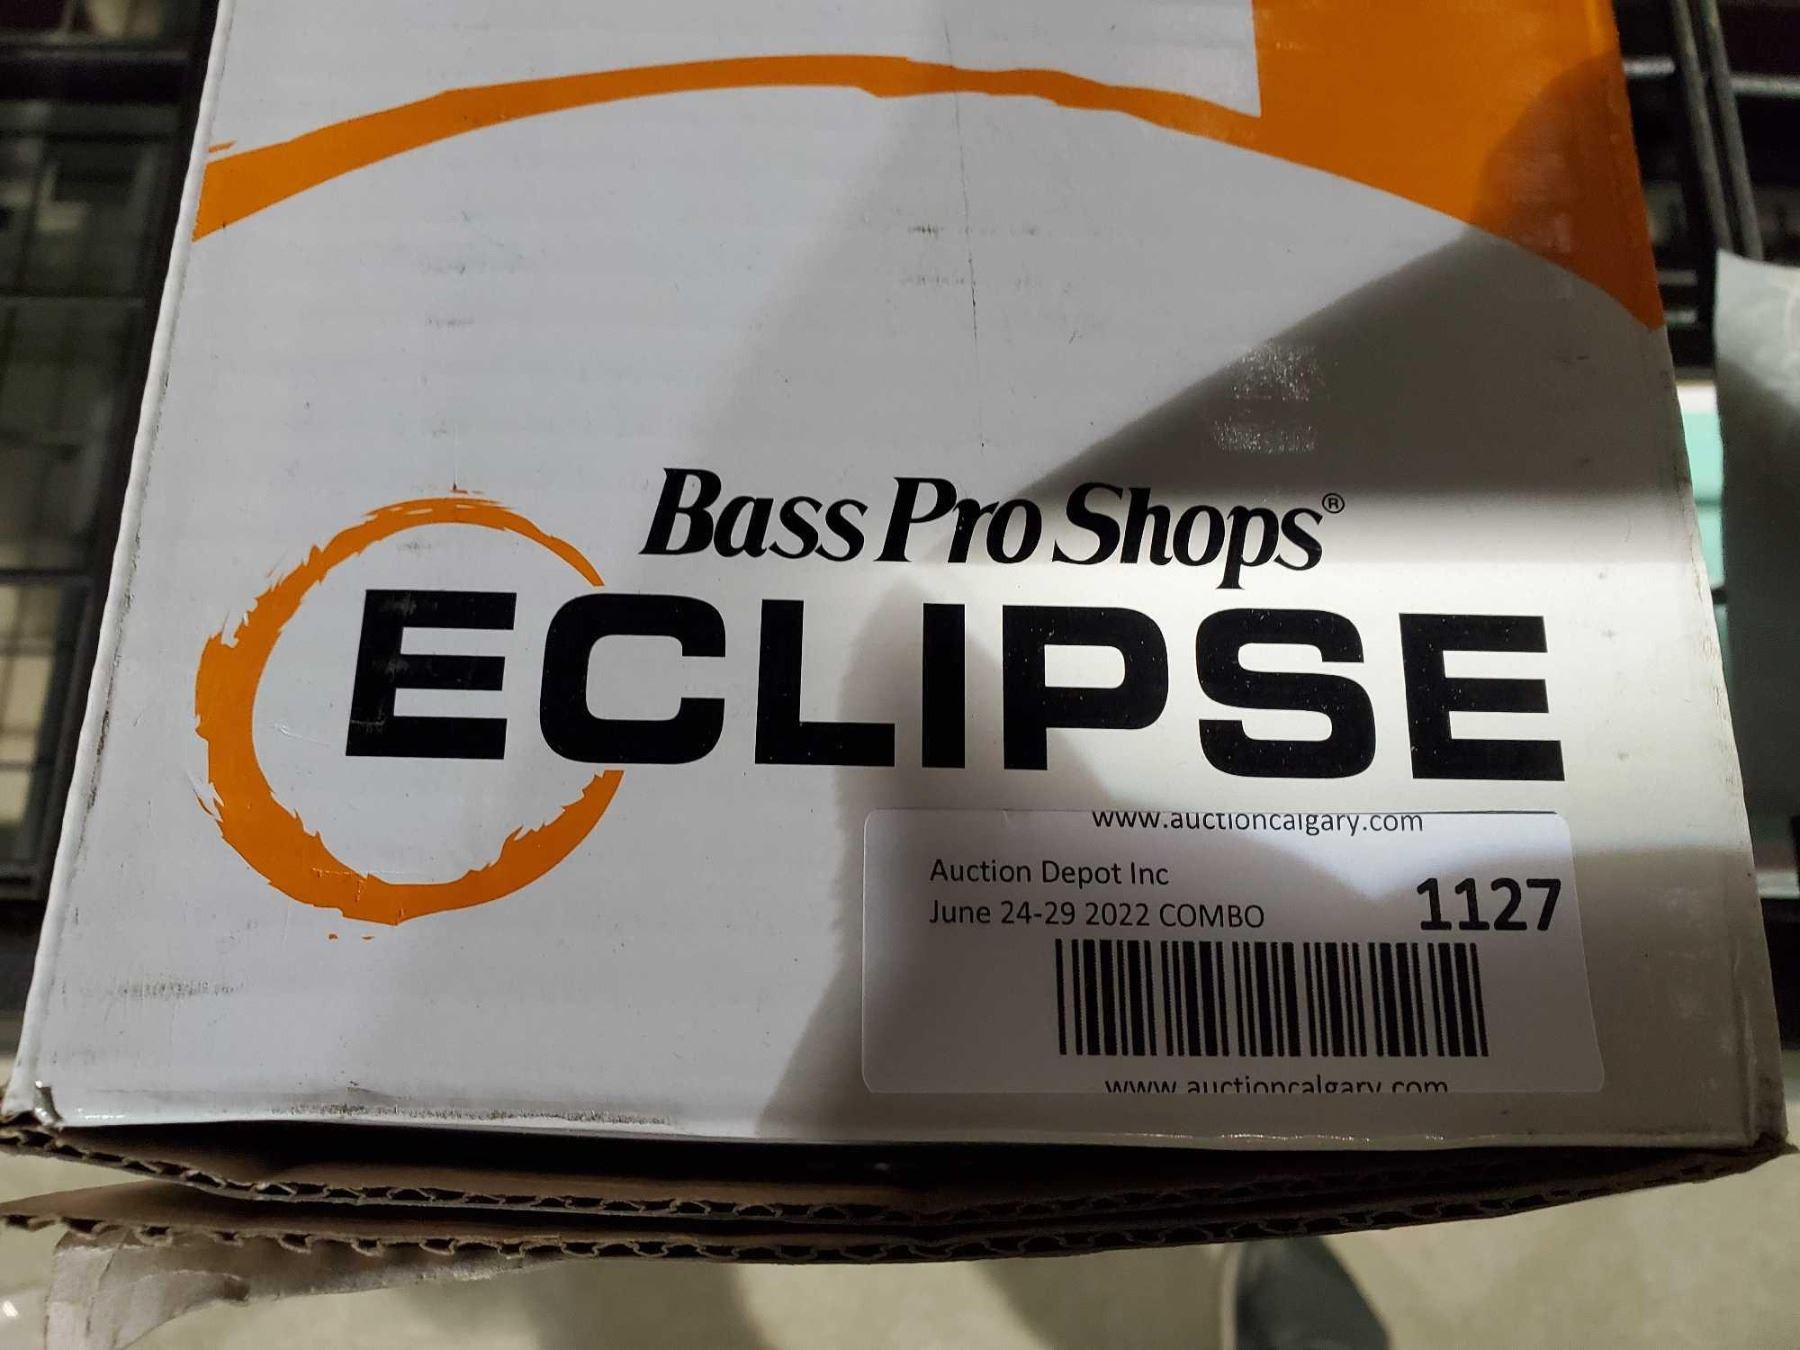 Bass Pro Shops®
ECLIPSE
www.auctioncalgary.com
Auction Depot Inc
June 24-29 2022 COMBO
1127
www.auctioncalgary.com